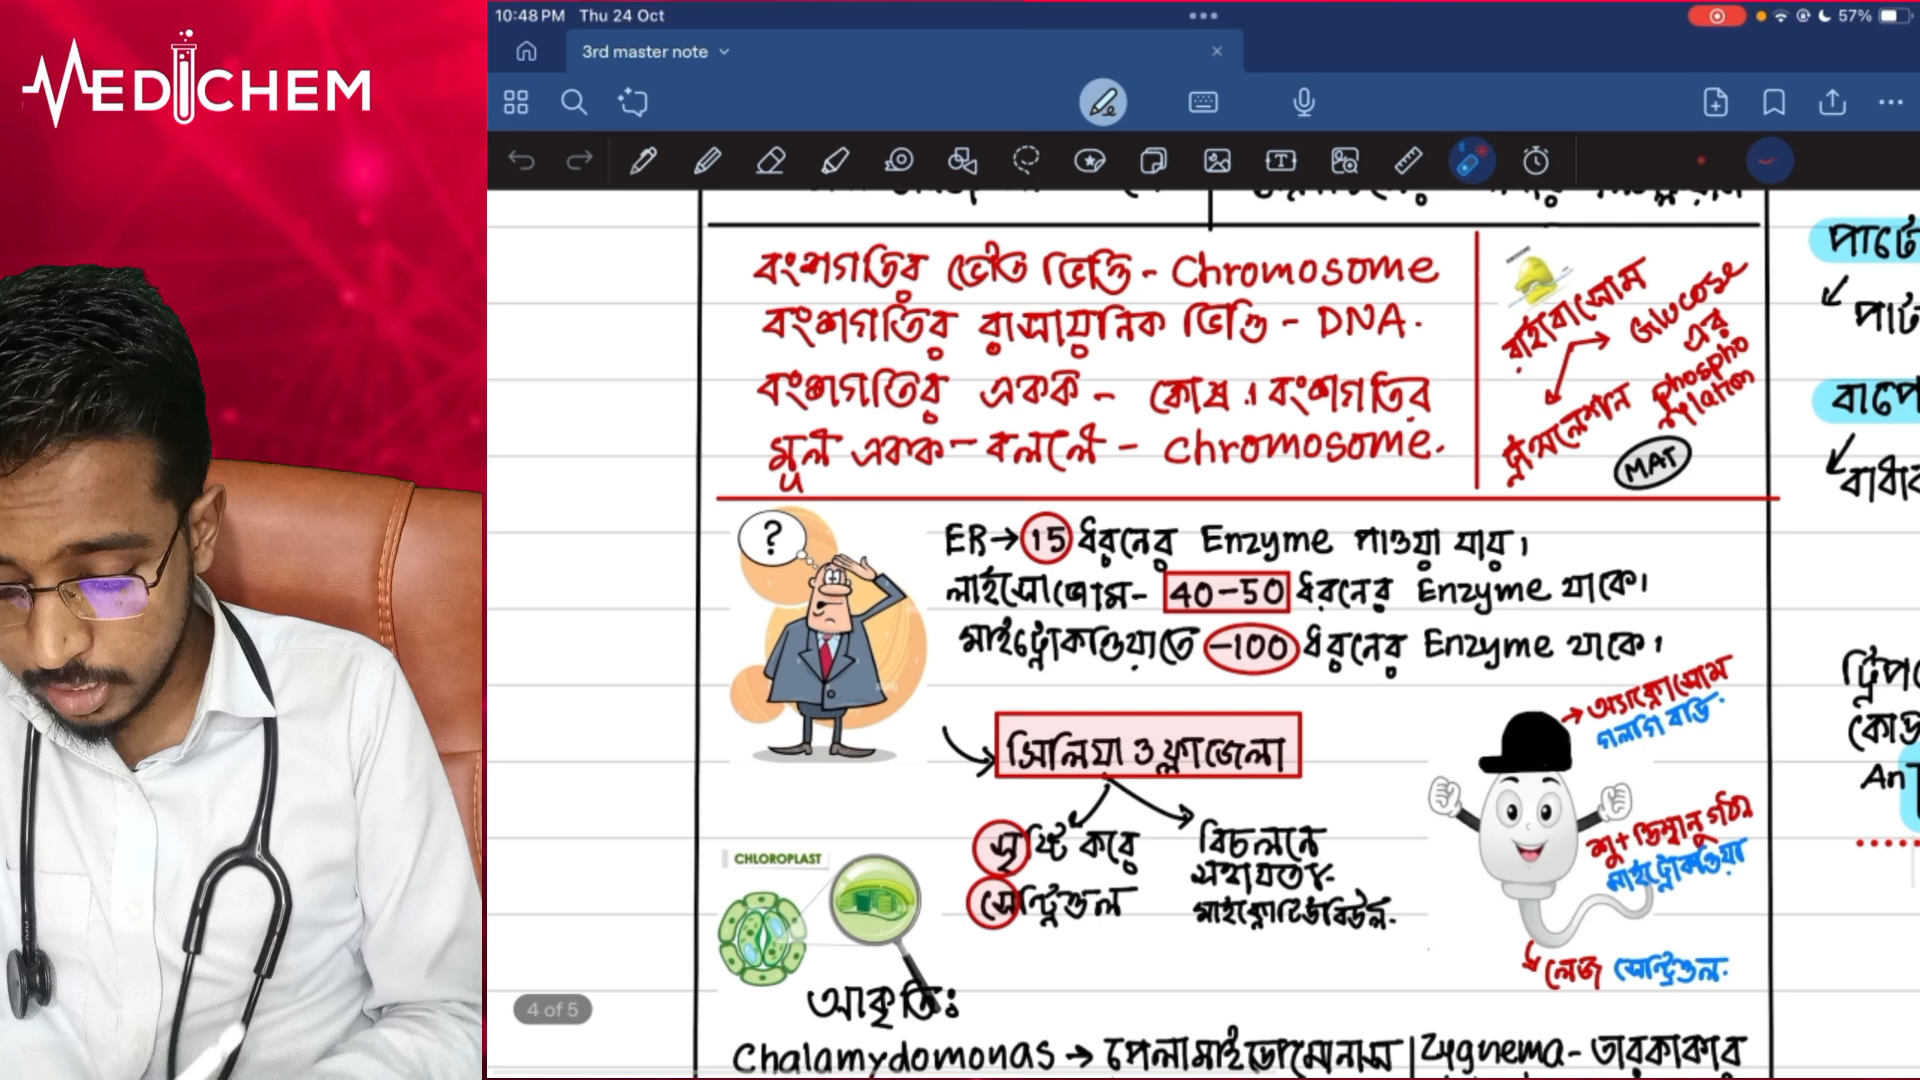 MEDICHEM
10:48 PM Thu 24 Oct
57%
3rd master note
বংশগতির ভৌত ভিত্তি - Chromosome
বংশগতির রাসায়নিক ভিত্তি - DNA.
বংশগতির একক - কোষ। বংশগতির
মূল একক - বললে - chromosome.
রাইবোসোম
Glucose
এর
phospho
rylation
ট্রান্সলেশান
MAT
?
ER→ 15 ধরনের Enzyme পাওয়া যায়।
লাইসোজোম- 40-50 ধরনের Enzyme থাকে।
মাইট্রোকন্ডিয়াতে -100 ধরনের Enzyme থাকে।
→ অ্যাক্রোসোম
গলগি বডি.
সিলিয়া ও ফ্লাজেলা
সৃষ্টি করে
সেন্ট্রিওল
বিচলনে
সহায়তা-
মাইক্রোটিউবিউল.
শু+ডিম্বানু গঠন
মাইট্রোকন্ডিয়া
লেজ সেন্ট্রিওল.
CHLOROPLAST
আকৃতিঃ
Chalamydomonas → পেলামাইডোমোনাস | Zygnema - তারকাকার
4 of 5
পার্টে
পার্ট
বাপে
বাধাব
ট্রিপ
কোড
An